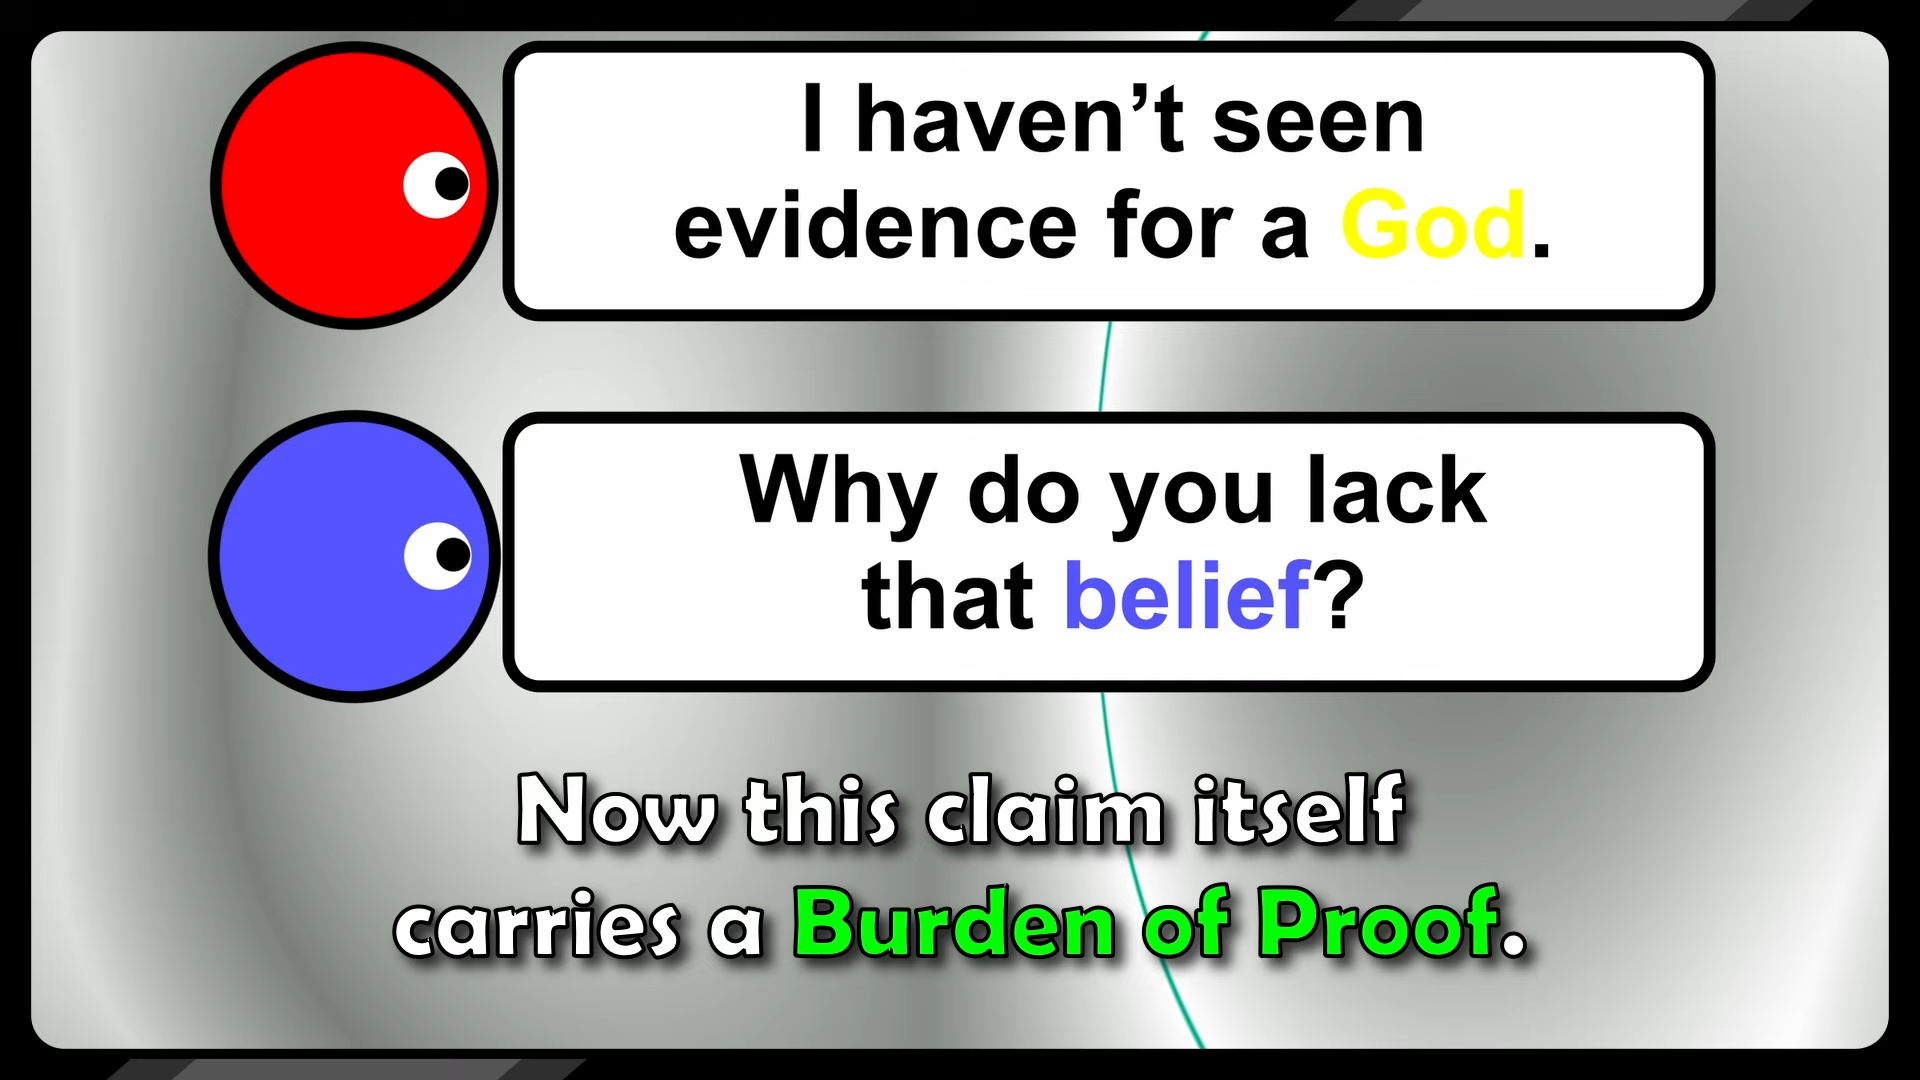 I haven’t seen
evidence for a God.
Why do you lack
that belief?
Now this claim itself
carries a Burden of Proof.